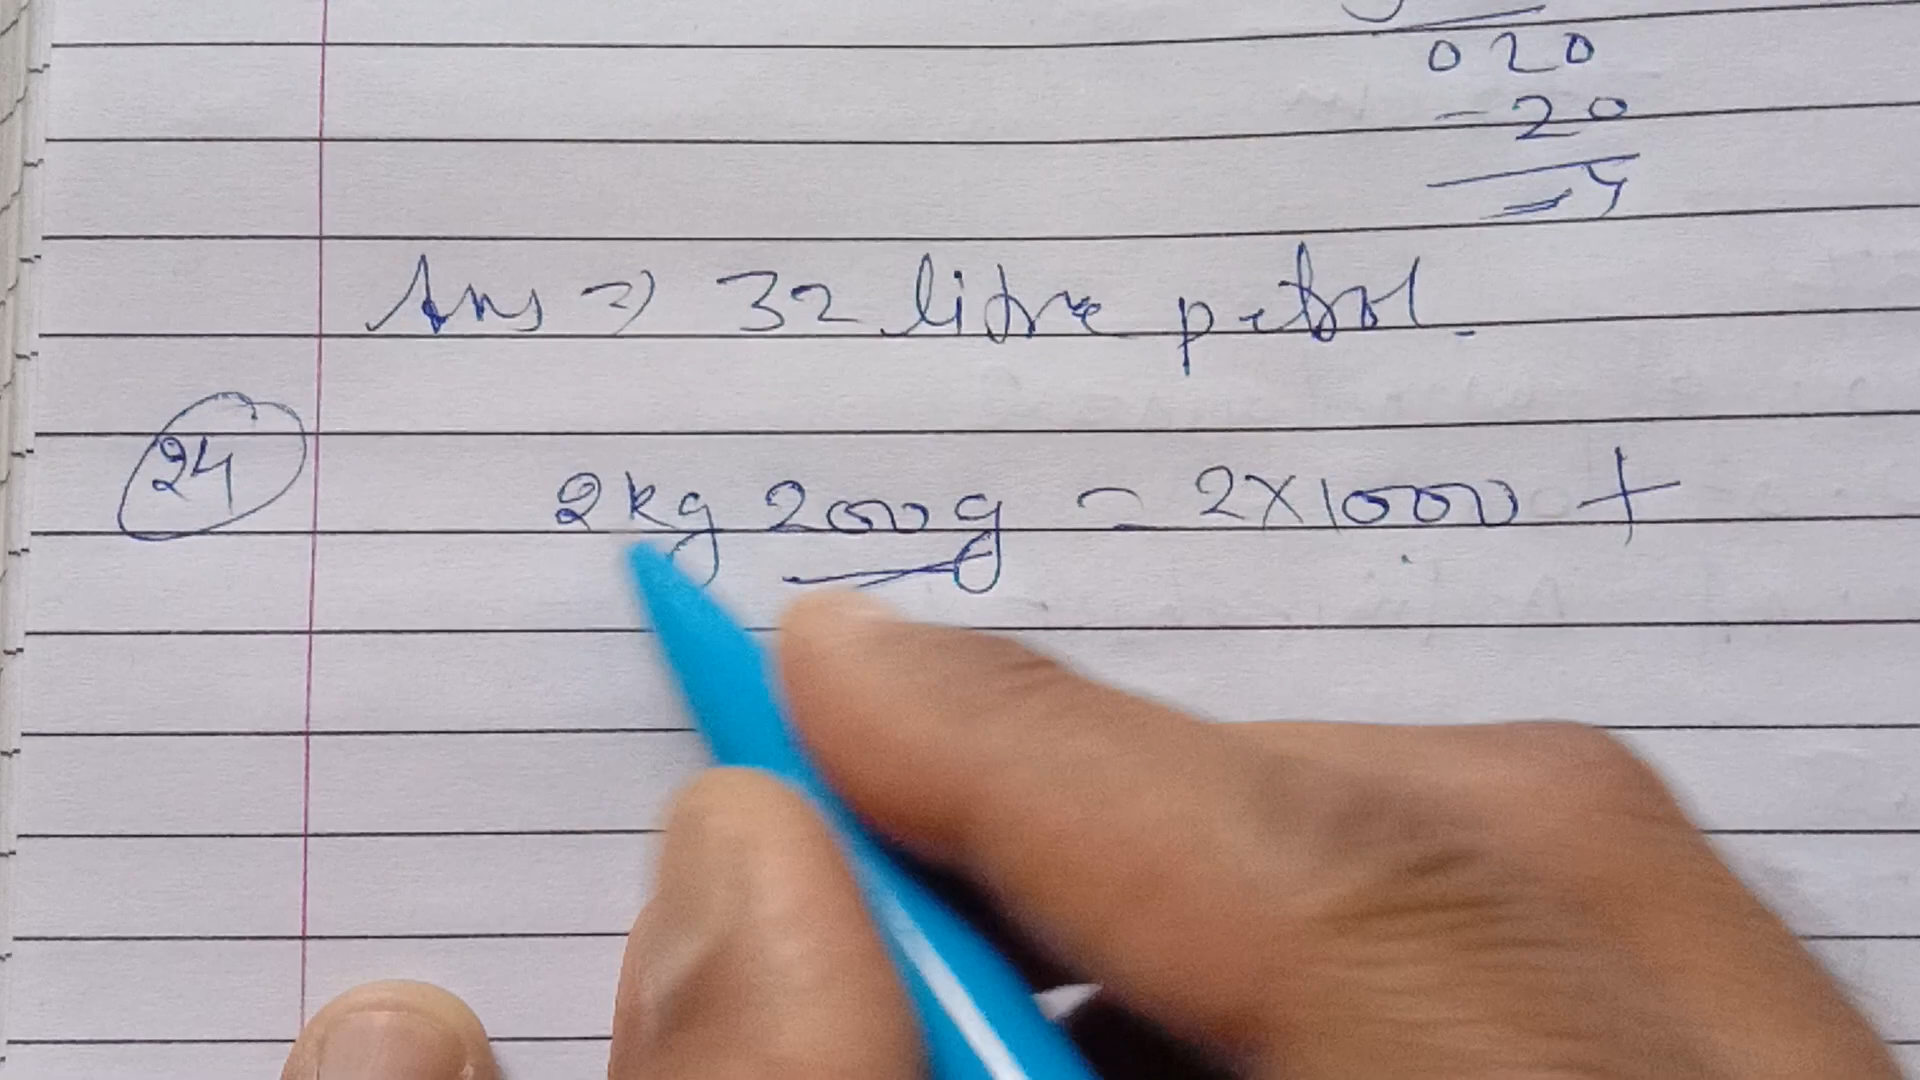 020
- 20
Ans ⇒ 32 litre petrol.
24 2kg 200g = 2×1000 +